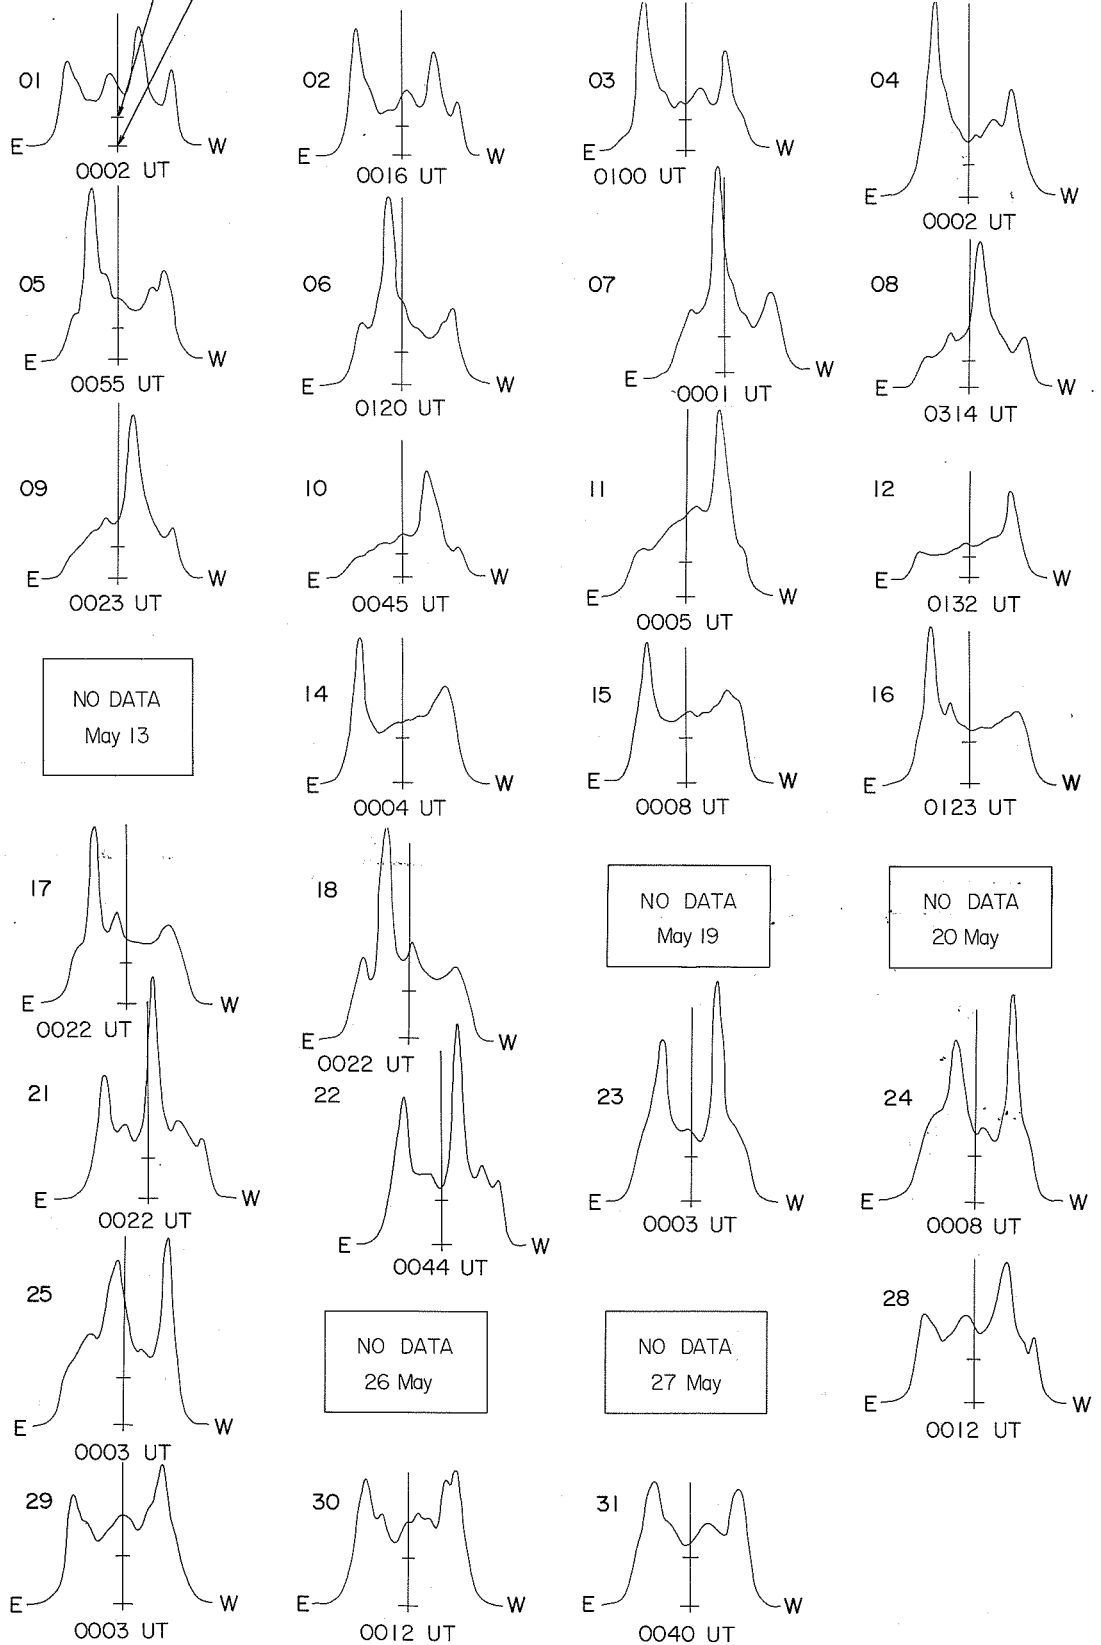 01
E W
0002 UT
02
E W
0016 UT
03
E W
0100 UT
04
E W
0002 UT
05
E W
0055 UT
06
E W
0120 UT
07
E W
0001 UT
08
E W
0314 UT
09
E W
0023 UT
10
E W
0045 UT
11
E W
0005 UT
12
E W
0132 UT
NO DATA
May 13
14
E W
0004 UT
15
E W
0008 UT
16
E W
0123 UT
17
E W
0022 UT
18
E W
0022 UT
NO DATA
May 19
NO DATA
20 May
21
E W
0022 UT
22
E W
0044 UT
23
E W
0003 UT
24
E W
0008 UT
25
E W
0003 UT
NO DATA
26 May
NO DATA
27 May
28
E W
0012 UT
29
E W
0003 UT
30
E W
0012 UT
31
E W
0040 UT